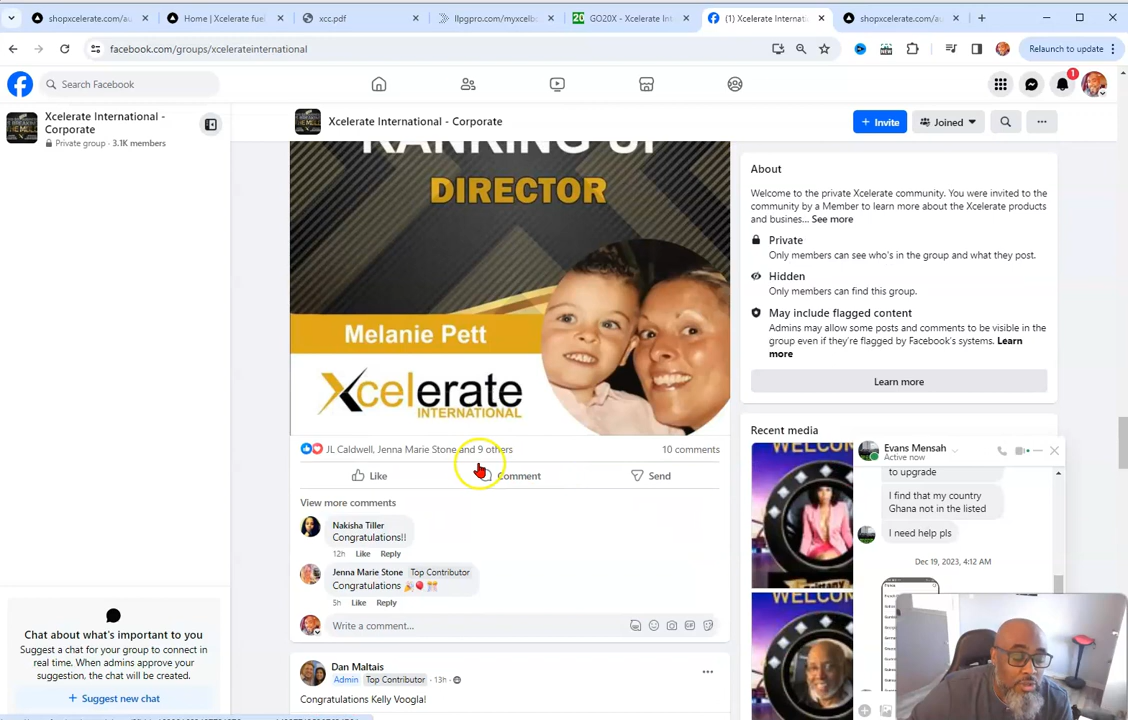 shopxcelerate.com/au
Home | Xcelerate fuel
xcc.pdf
llpgpro.com/myxcelb
GO20X - Xcelerate Int
(1) Xcelerate Internat
shopxcelerate.com/au
facebook.com/groups/xcelerateinternational
Relaunch to update
Search Facebook
1
Xcelerate International -
Corporate
Private group · 3.1K members
Xcelerate International - Corporate
+ Invite
Joined
RANKING UP
DIRECTOR
Melanie Pett
Xcelerate
INTERNATIONAL
JL Caldwell, Jenna Marie Stone and 9 others
10 comments
Like
Comment
Send
View more comments
Nakisha Tiller
Congratulations!!
12h Like Reply
Jenna Marie Stone Top Contributor
Congratulations
5h Like Reply
Write a comment...
Dan Maltais
Admin Top Contributor 13h
Congratulations Kelly Voogla!
About
Welcome to the private Xcelerate community. You were invited to the
community by a Member to learn more about the Xcelerate products
and busines... See more
Private
Only members can see who's in the group and what they post.
Hidden
Only members can find this group.
May include flagged content
Admins may allow some posts and comments to be visible in the
group even if they're flagged by Facebook's systems. Learn
more
Learn more
Recent media
WELCOME
WELCOME
Evans Mensah
Active now
to upgrade
I find that my country
Ghana not in the listed
I need help pls
Dec 19, 2023, 4:12 AM
Chat about what's important to you
Suggest a chat for your group to connect in
real time. When admins approve your
suggestion, the chat will be created.
+ Suggest new chat